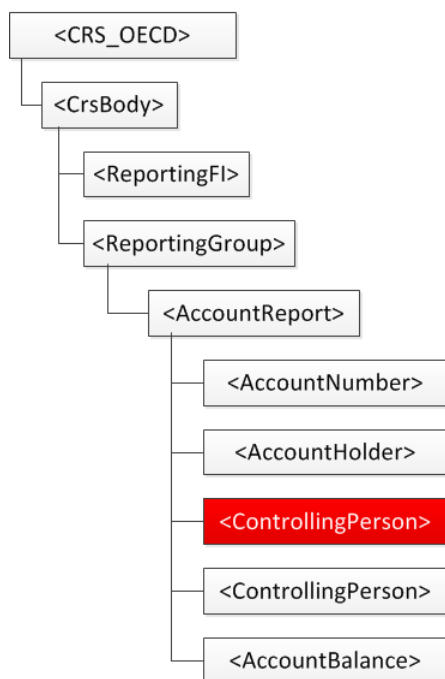 <CRS_OECD>
<CrsBody>
<ReportingFI>
<ReportingGroup>
<AccountReport>
<AccountNumber>
<AccountHolder>
<ControllingPerson>
<ControllingPerson>
<AccountBalance>